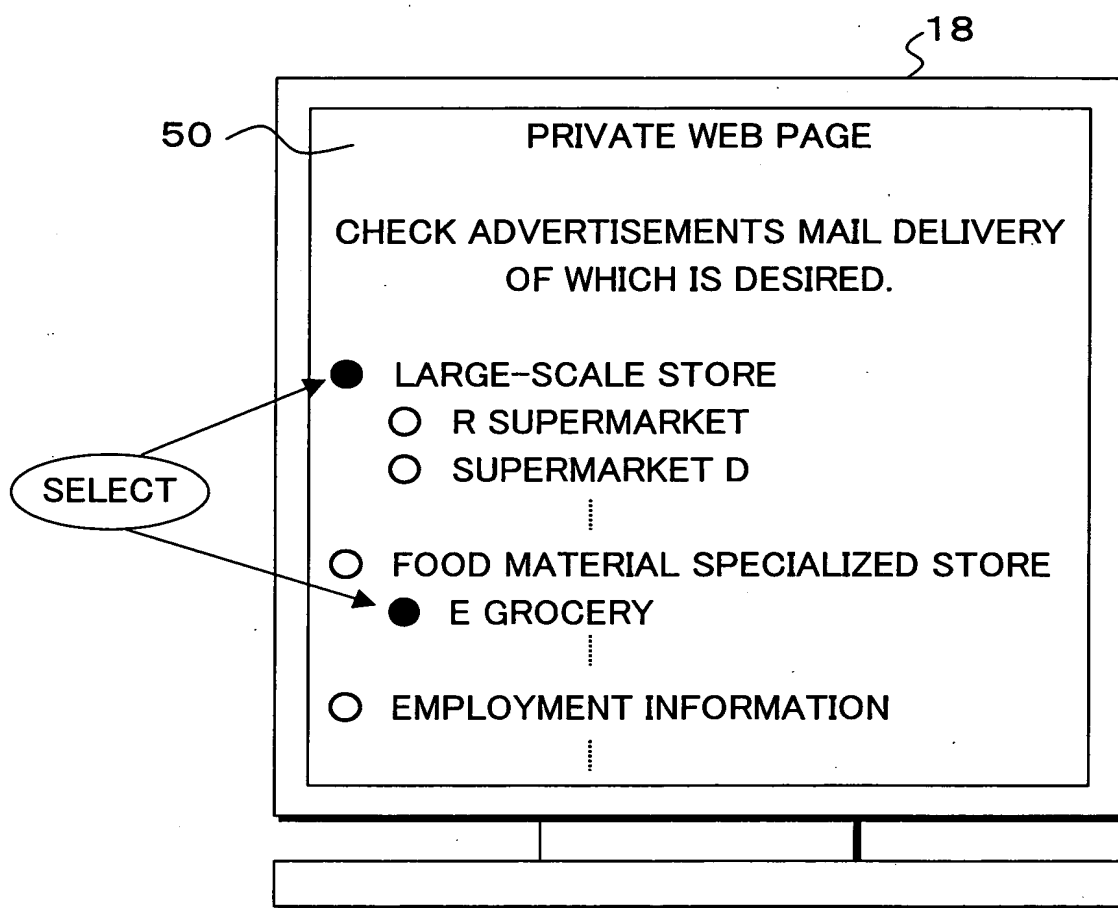 18
50
PRIVATE WEB PAGE
CHECK ADVERTISEMENTS MAIL DELIVERY
OF WHICH IS DESIRED.
LARGE-SCALE STORE
R SUPERMARKET
SUPERMARKET D
SELECT
FOOD MATERIAL SPECIALIZED STORE
E GROCERY
EMPLOYMENT INFORMATION